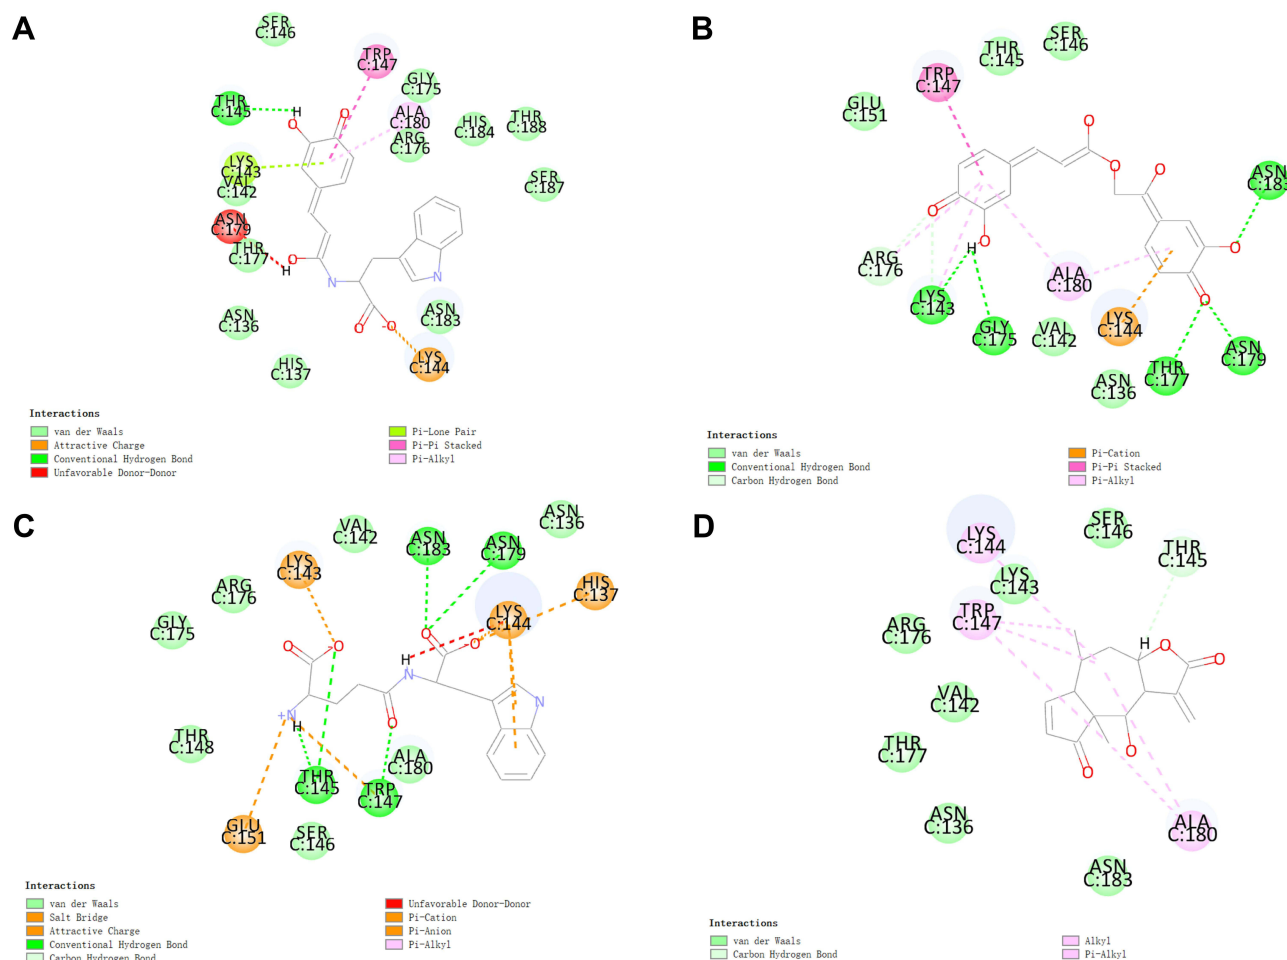 A
SER
C:146
TRP
C:147
GLY
C:175
THR
C:145
H
O
O
ALA
C:180
ARG
C:176
HIS
C:184
THR
C:188
LYS
C:143
VAL
C:142
SER
C:187
ASN
C:179
THR
C:177
H
O
N
N
ASN
C:136
O
-O
ASN
C:183
HIS
C:137
LYS
C:144
Interactions
van der Waals
Attractive Charge
Conventional Hydrogen Bond
Unfavorable Donor-Donor
Pi-Lone Pair
Pi-Pi Stacked
Pi-Alkyl
B
THR
C:145
SER
C:146
TRP
C:147
GLU
C:151
O
O
O
ASN
C:183
O
H
O
O
ARG
C:176
ALA
C:180
O
LYS
C:143
GLY
C:175
VAL
C:142
LYS
C:144
ASN
C:179
THR
C:177
ASN
C:136
Interactions
van der Waals
Conventional Hydrogen Bond
Carbon Hydrogen Bond
Pi-Cation
Pi-Pi Stacked
Pi-Alkyl
C
VAL
C:142
ASN
C:183
ASN
C:179
ASN
C:136
LYS
C:143
HIS
C:137
ARG
C:176
LYS
C:144
GLY
C:175
O
-O
O
O-
H
N
N
+N
H
O
THR
C:148
ALA
C:180
THR
C:145
TRP
C:147
GLU
C:151
SER
C:146
Interactions
van der Waals
Salt Bridge
Attractive Charge
Conventional Hydrogen Bond
Carbon Hydrogen Bond
Unfavorable Donor-Donor
Pi-Cation
Pi-Anion
Pi-Alkyl
D
LYS
C:144
SER
C:146
THR
C:145
LYS
C:143
TRP
C:147
ARG
C:176
H
O
O
VAL
C:142
THR
C:177
O
O
ASN
C:136
ALA
C:180
ASN
C:183
Interactions
van der Waals
Carbon Hydrogen Bond
Alkyl
Pi-Alkyl